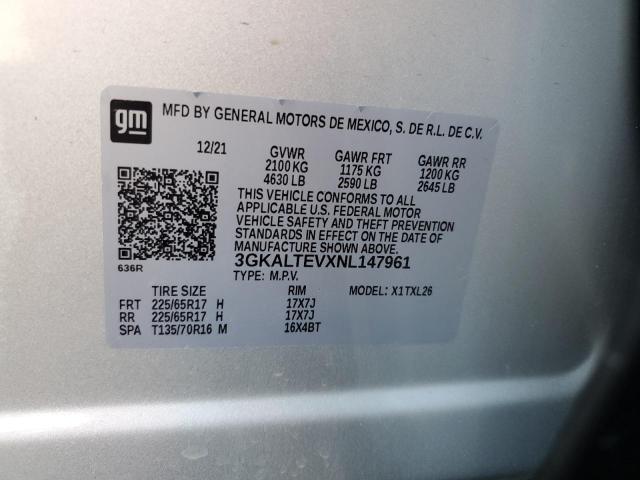 gm
MFD BY GENERAL MOTORS DE MEXICO, S. DE R.L. DE C.V.
12/21 GVWR GAWR FRT GAWR RR
2100 KG 1175 KG 1200 KG
4630 LB 2590 LB 2645 LB
THIS VEHICLE CONFORMS TO ALL
APPLICABLE U.S. FEDERAL MOTOR
VEHICLE SAFETY AND THEFT PREVENTION
STANDARDS IN EFFECT ON THE DATE OF
MANUFACTURE SHOWN ABOVE.
3GKALTEVXNL147961
636R
TYPE: M.P.V. MODEL: X1TXL26
TIRE SIZE RIM
FRT 225/65R17 H 17X7J
RR 225/65R17 H 17X7J
SPA T135/70R16 M 16X4BT